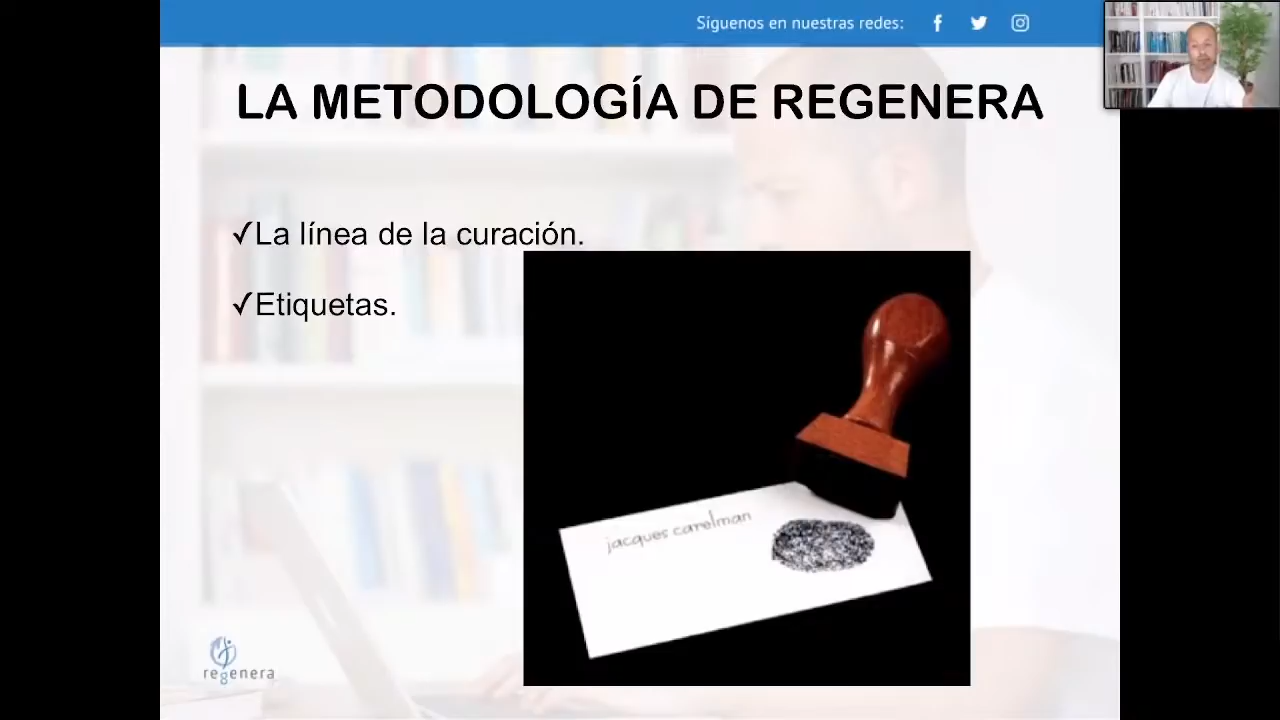 Síguenos en nuestras redes:
LA METODOLOGÍA DE REGENERA
✓La línea de la curación.
✓Etiquetas.
jacques carelman
regenera